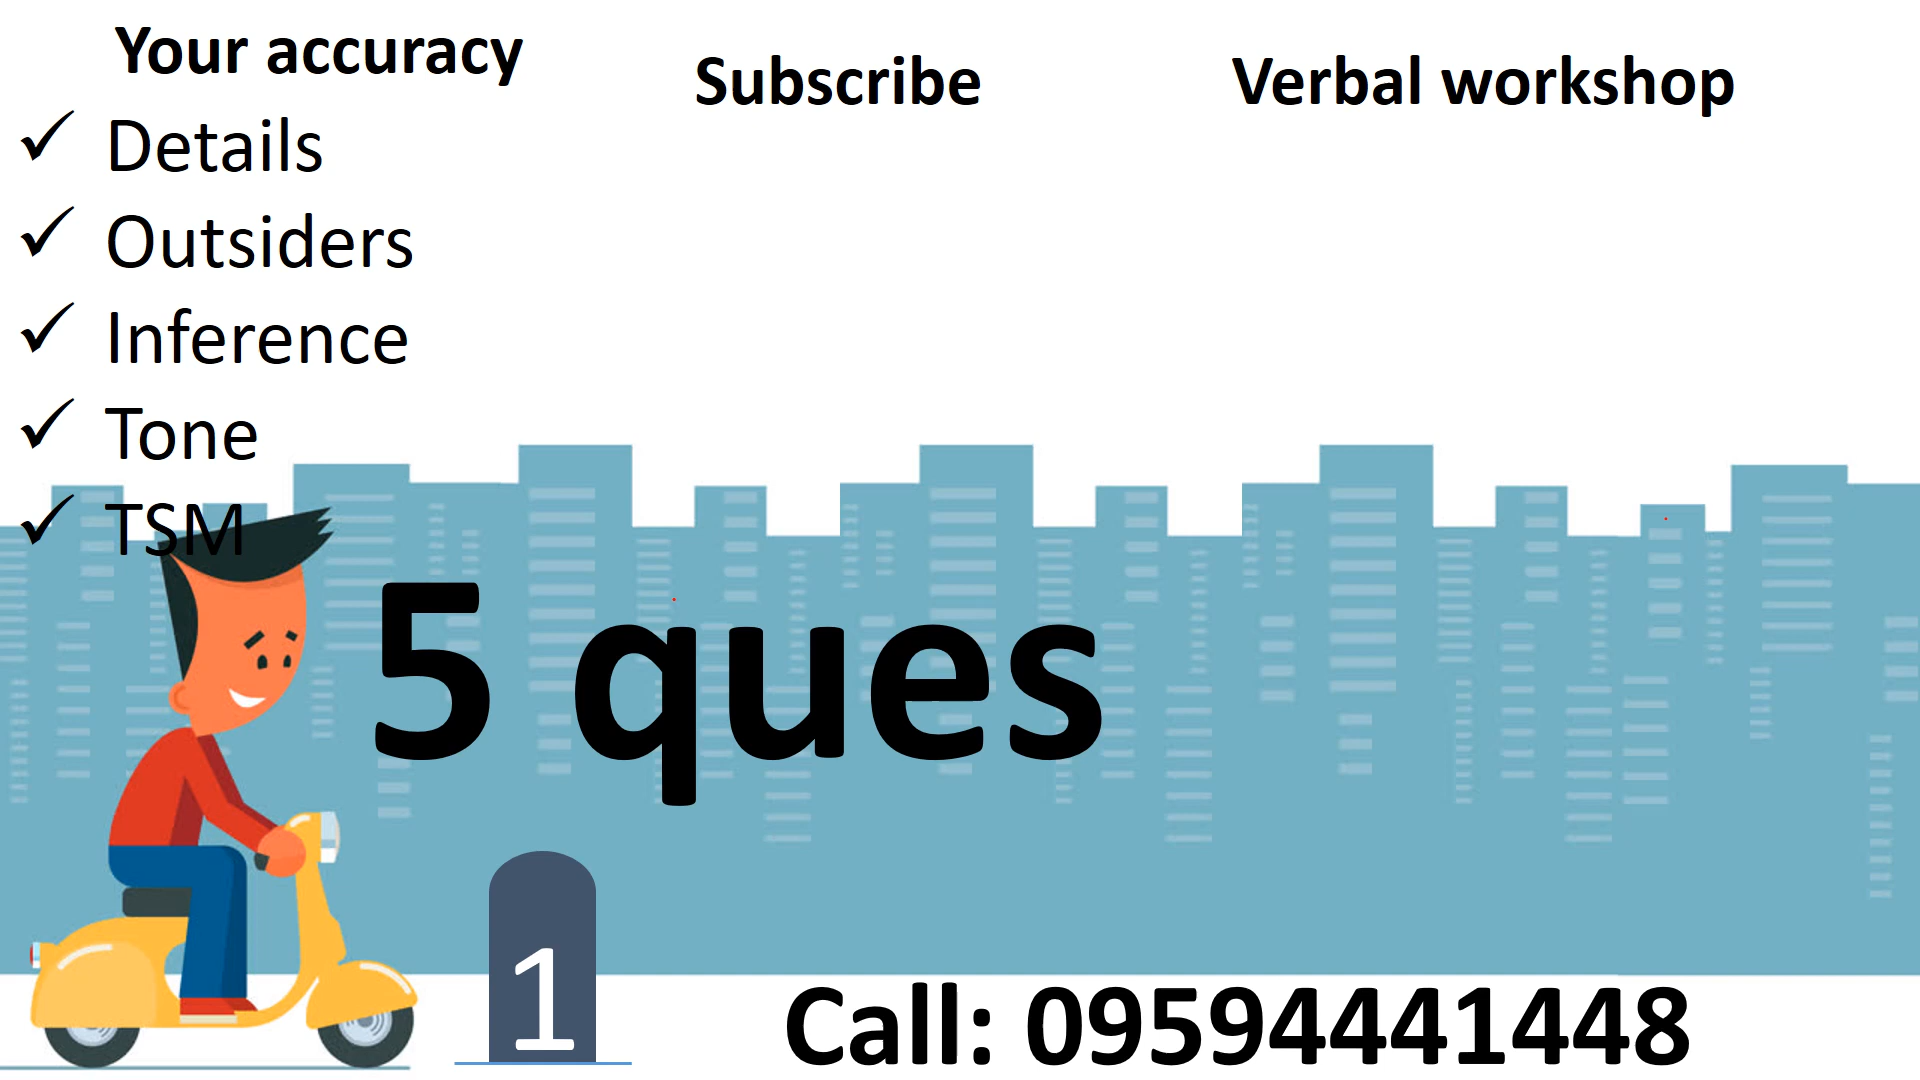 Your accuracy
✓ Details
✓ Outsiders
✓ Inference
✓ Tone
✓ TSM
Subscribe
Verbal workshop
5 ques
1
Call: 09594441448